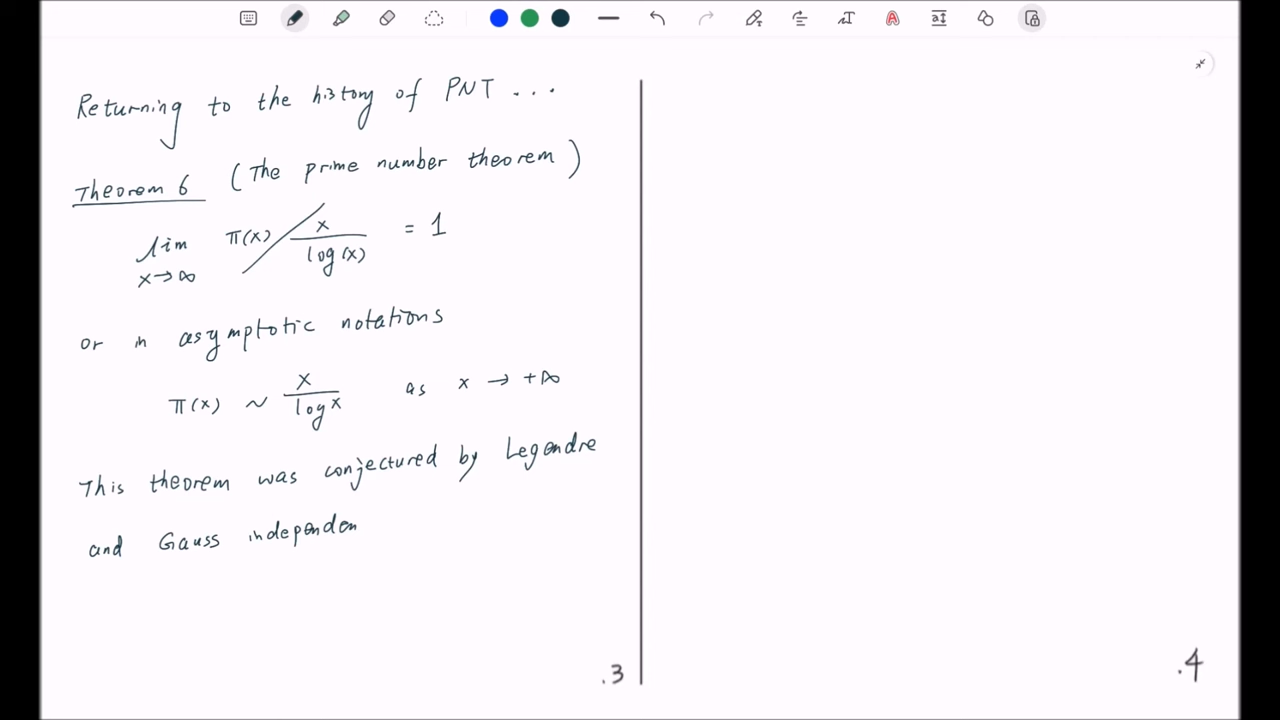 Returning to the history of PNT ...
Theorem 6 (The prime number theorem)
lim x→∞ π(x) / x/log(x) = 1
or in asymptotic notations
π(x) ~ x/log x as x → +∞
This theorem was conjectured by Legendre
and Gauss independen
.3
.4